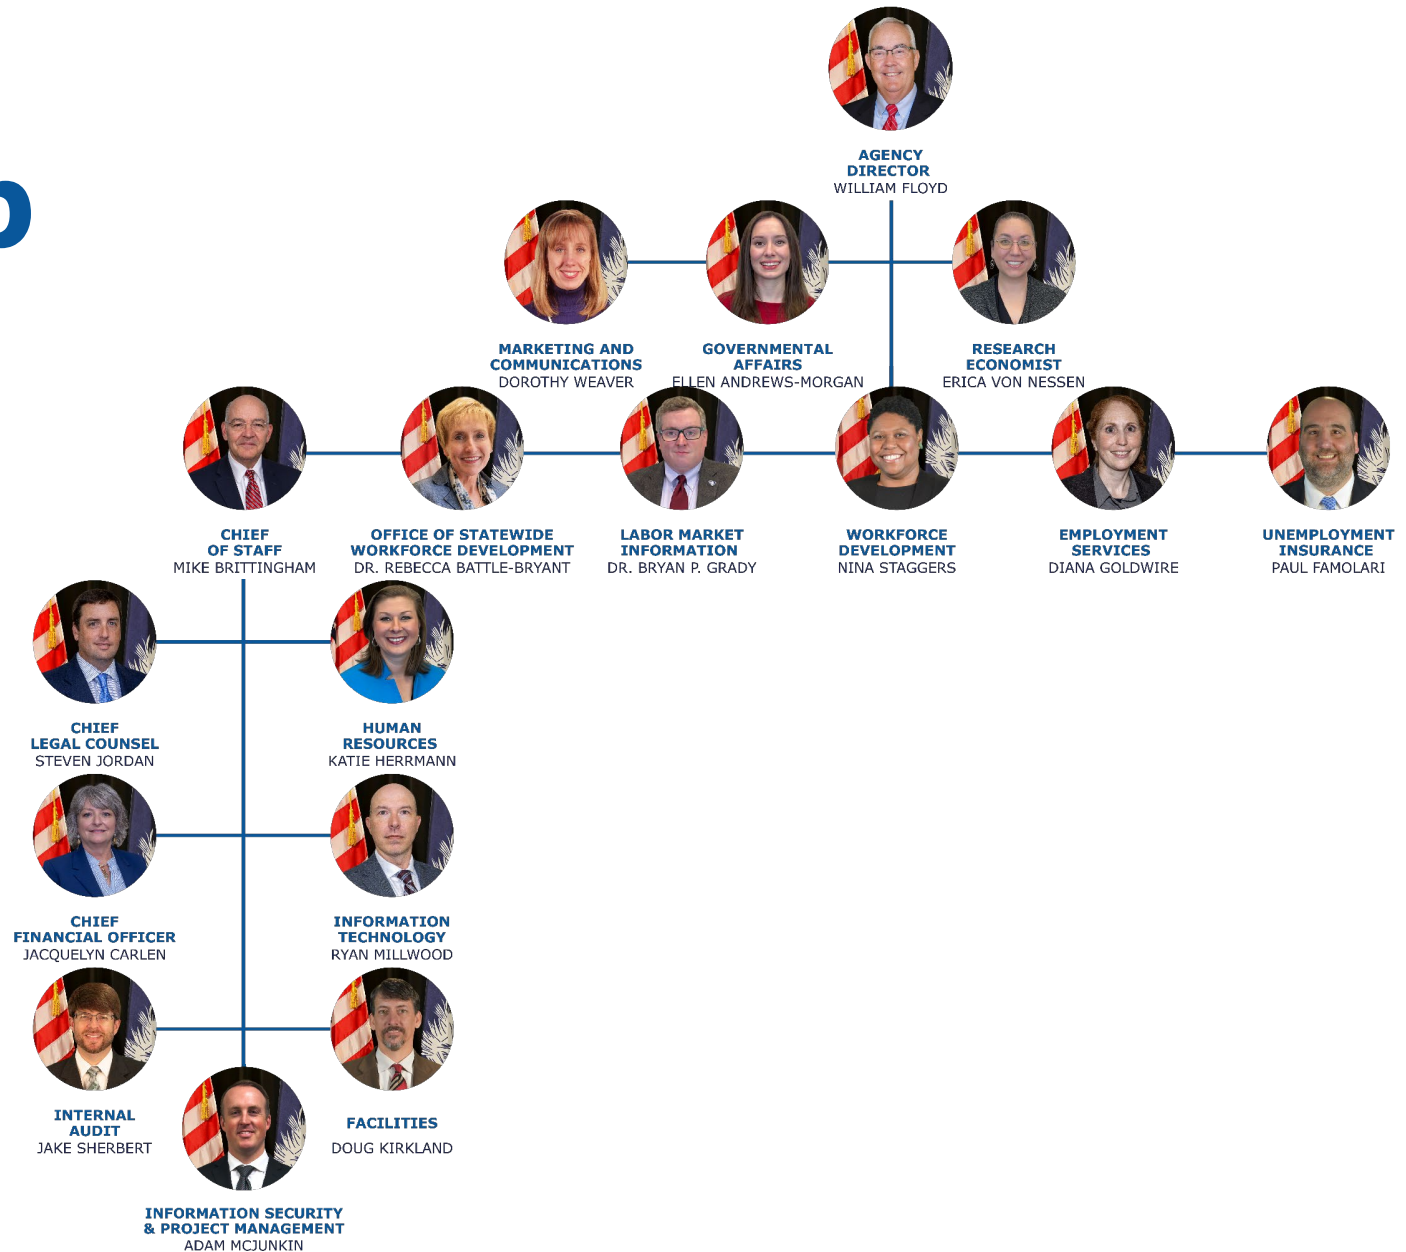 p
AGENCY
DIRECTOR
WILLIAM FLOYD
MARKETING AND
COMMUNICATIONS
DOROTHY WEAVER
GOVERNMENTAL
AFFAIRS
ELLEN ANDREWS-MORGAN
RESEARCH
ECONOMIST
ERICA VON NESSEN
CHIEF
OF STAFF
MIKE BRITTINGHAM
OFFICE OF STATEWIDE
WORKFORCE DEVELOPMENT
DR. REBECCA BATTLE-BRYANT
LABOR MARKET
INFORMATION
DR. BRYAN P. GRADY
WORKFORCE
DEVELOPMENT
NINA STAGGERS
EMPLOYMENT
SERVICES
DIANA GOLDWIRE
UNEMPLOYMENT
INSURANCE
PAUL FAMOLARI
CHIEF
LEGAL COUNSEL
STEVEN JORDAN
HUMAN
RESOURCES
KATIE HERRMANN
CHIEF
FINANCIAL OFFICER
JACQUELYN CARLEN
INFORMATION
TECHNOLOGY
RYAN MILLWOOD
INTERNAL
AUDIT
JAKE SHERBERT
FACILITIES
DOUG KIRKLAND
INFORMATION SECURITY
& PROJECT MANAGEMENT
ADAM MCJUNKIN